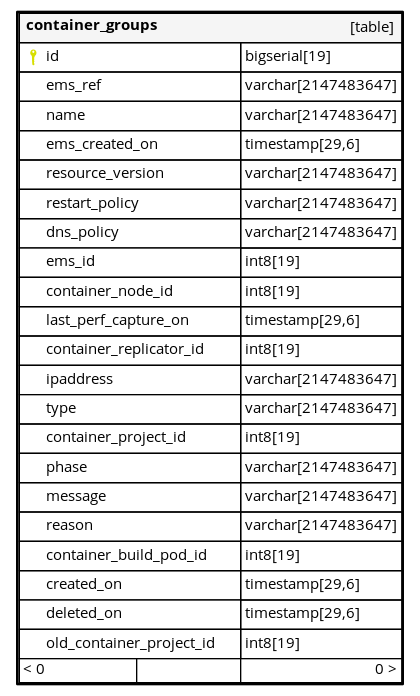 container_groups [table]
id bigserial[19]
ems_ref varchar[2147483647]
name varchar[2147483647]
ems_created_on timestamp[29,6]
resource_version varchar[2147483647]
restart_policy varchar[2147483647]
dns_policy varchar[2147483647]
ems_id int8[19]
container_node_id int8[19]
last_perf_capture_on timestamp[29,6]
container_replicator_id int8[19]
ipaddress varchar[2147483647]
type varchar[2147483647]
container_project_id int8[19]
phase varchar[2147483647]
message varchar[2147483647]
reason varchar[2147483647]
container_build_pod_id int8[19]
created_on timestamp[29,6]
deleted_on timestamp[29,6]
old_container_project_id int8[19]
< 0 0 >